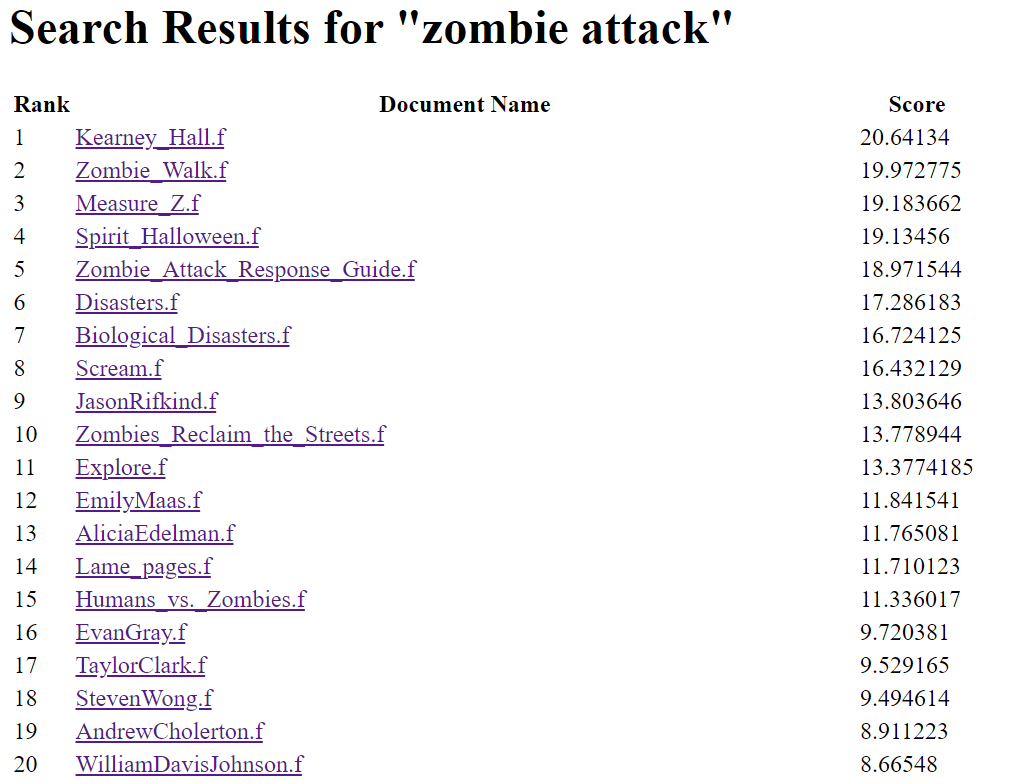 Search Results for "zombie attack"
Rank Document Name Score
1 Kearney_Hall.f 20.64134
2 Zombie_Walk.f 19.972775
3 Measure_Z.f 19.183662
4 Spirit_Halloween.f 19.13456
5 Zombie_Attack_Response_Guide.f 18.971544
6 Disasters.f 17.286183
7 Biological_Disasters.f 16.724125
8 Scream.f 16.432129
9 JasonRifkind.f 13.803646
10 Zombies_Reclaim_the_Streets.f 13.778944
11 Explore.f 13.3774185
12 EmilyMaas.f 11.841541
13 AliciaEdelman.f 11.765081
14 Lame_pages.f 11.710123
15 Humans_vs._Zombies.f 11.336017
16 EvanGray.f 9.720381
17 TaylorClark.f 9.529165
18 StevenWong.f 9.494614
19 AndrewCholerton.f 8.911223
20 WilliamDavisJohnson.f 8.66548